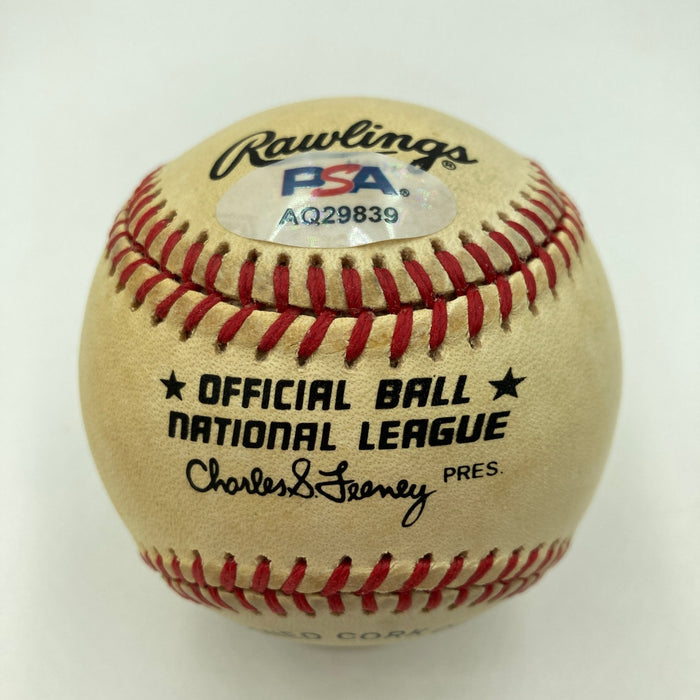 Rawlings®
PSA®
AQ29839
★ OFFICIAL BALL ★
NATIONAL LEAGUE
Charles S. Feeney PRES.